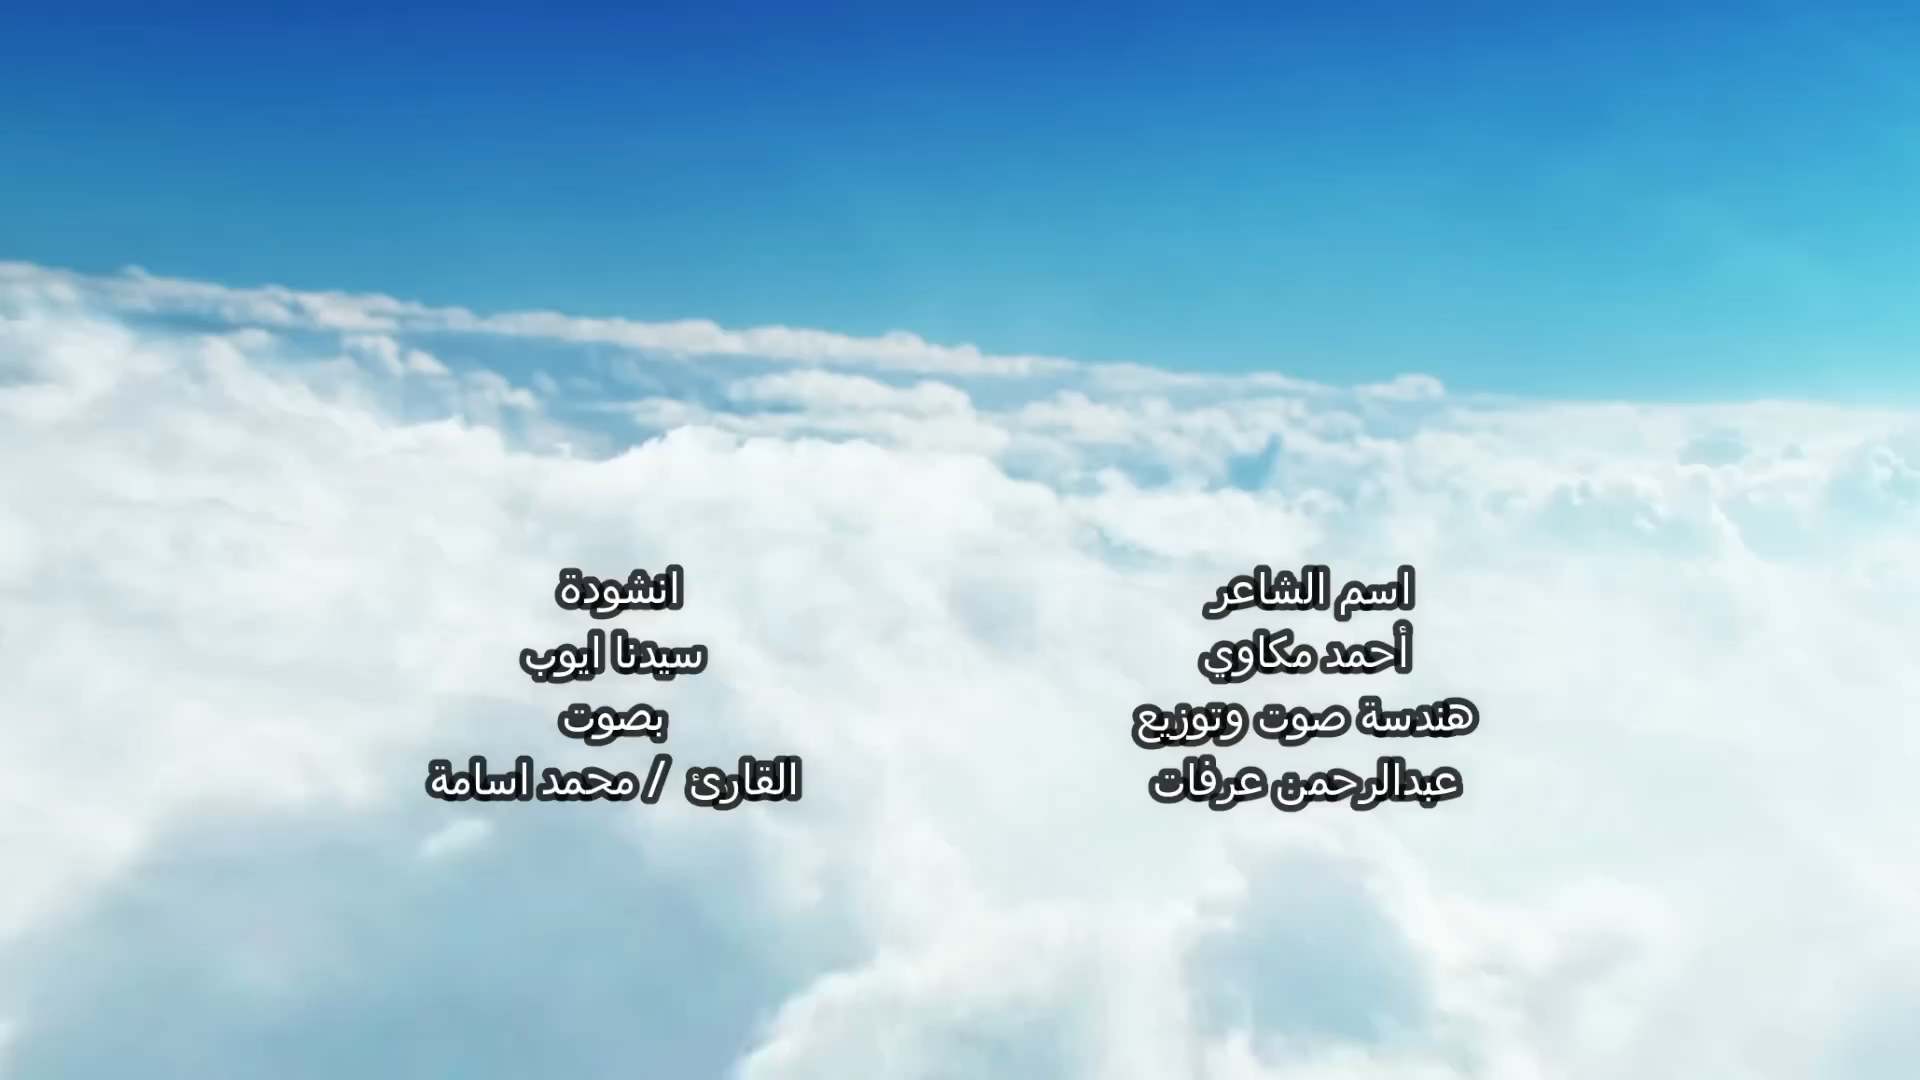 اسم الشاعر
أحمد مكاوي
هندسة صوت وتوزيع
عبدالرحمن عرفات
انشودة
سيدنا ايوب
بصوت
القارئ / محمد اسامة